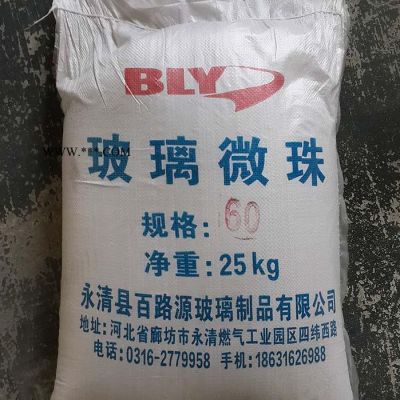 BLY
WWW.***.COM
玻璃微珠
规格：60
净重：25kg
永清县百路源玻璃制品有限公司
地址：河北省廊坊市永清燃气工业园区四纬西路
电话：0316-2779958 手机：18631626988